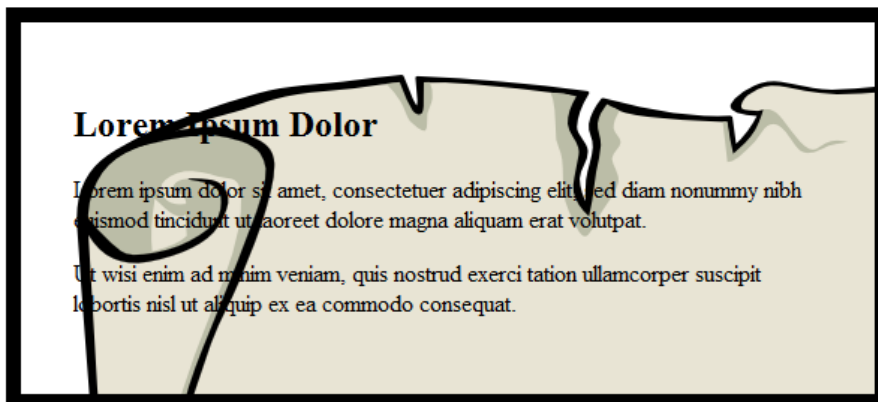 Lorem Ipsum Dolor
Lorem ipsum dolor sit amet, consectetuer adipiscing elit, sed diam nonummy nibh
euismod tincidunt ut laoreet dolore magna aliquam erat volutpat.
Ut wisi enim ad minim veniam, quis nostrud exerci tation ullamcorper suscipit
lobortis nisl ut aliquip ex ea commodo consequat.